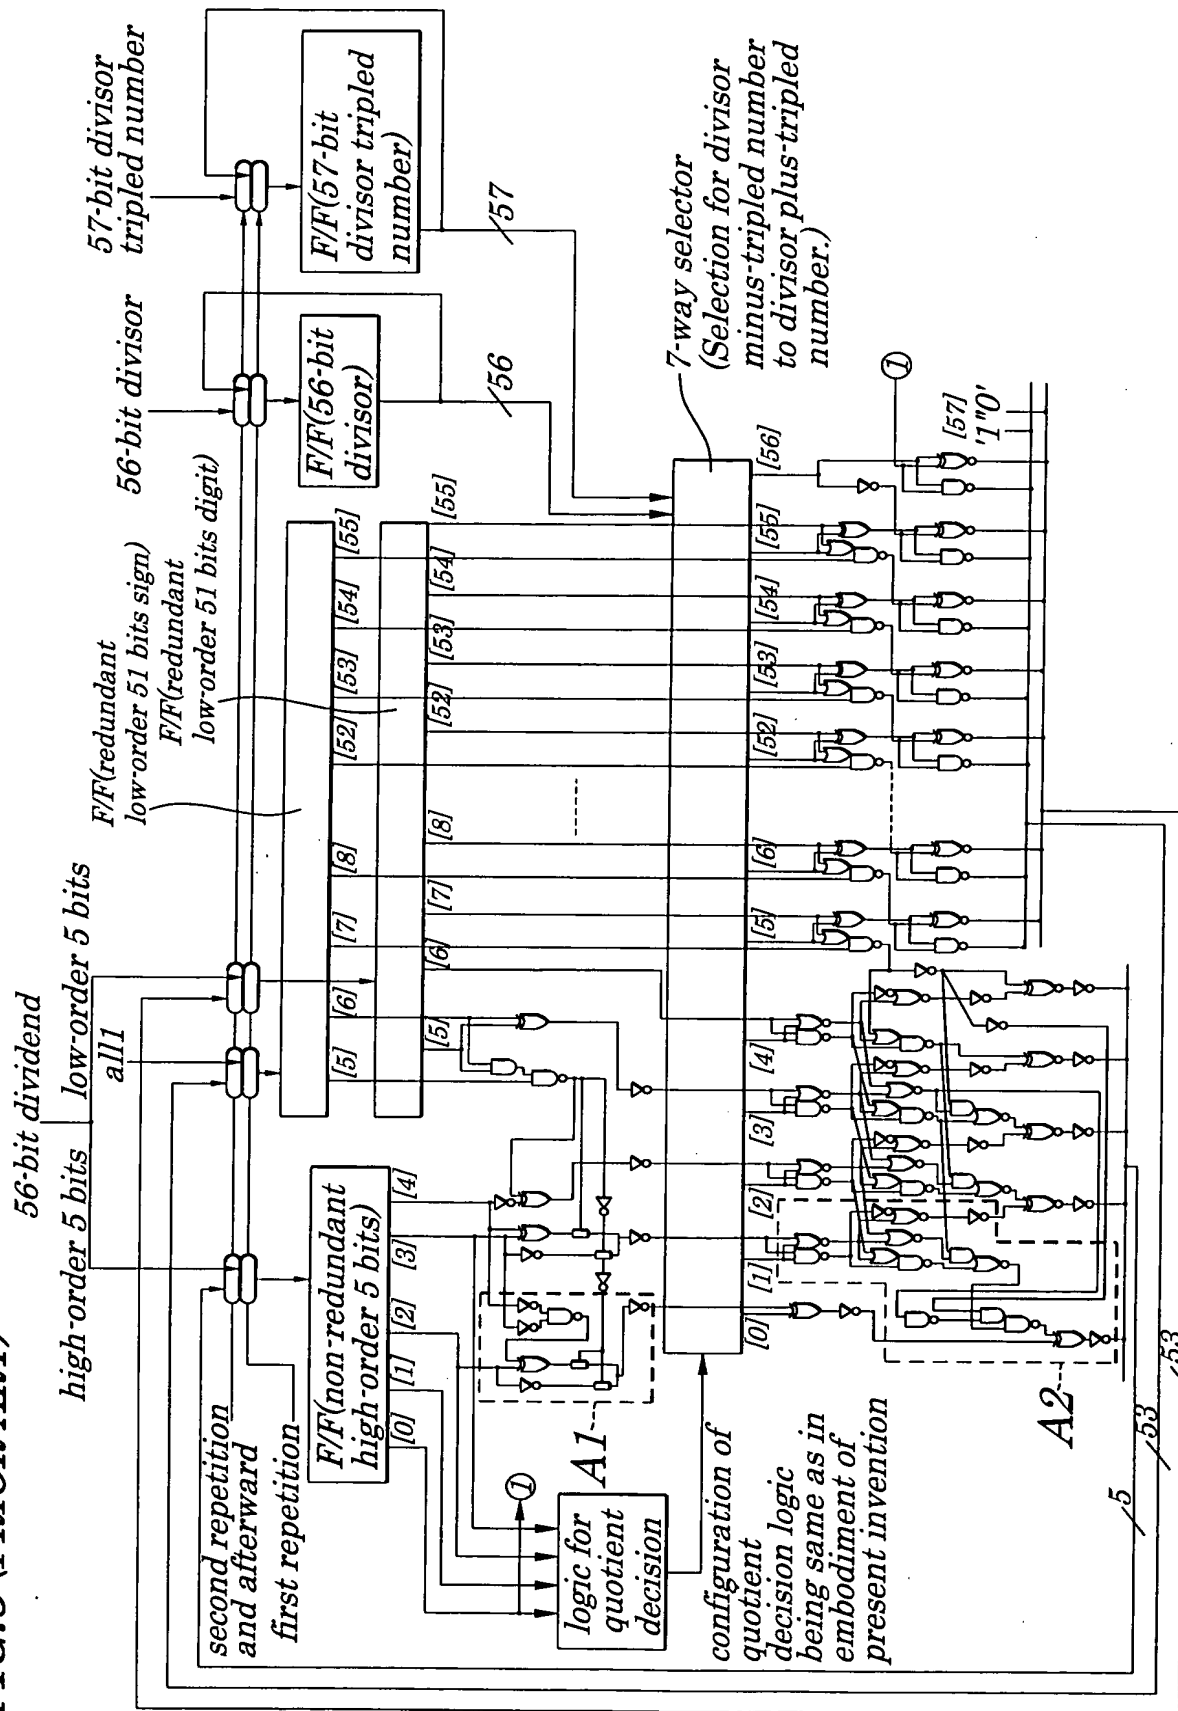 (PRIOR ART)
56-bit dividend
high-order 5 bits
low-order 5 bits
all1
56-bit divisor
57-bit divisor
tripled number
second repetition
and afterward
first repetition
F/F(redundant
low-order 51 bits sign)
F/F(redundant
low-order 51 bits digit)
F/F(non-redundant
high-order 5 bits)
F/F(56-bit
divisor)
F/F(57-bit
divisor tripled
number)
[0]
[1]
[2]
[3]
[4]
[5]
[6]
[7]
[8]
[52]
[53]
[54]
[55]
[5]
[6]
[7]
[8]
[52]
[53]
[54]
[55]
56
57
①
A1
logic for
quotient
decision
7-way selector
(Selection for divisor
minus-tripled number
to divisor plus-tripled
number.)
configuration of
quotient
decision logic
being same as in
embodiment of
present invention
[0]
[1]
[2]
[3]
[4]
[5]
[6]
[52]
[53]
[54]
[55]
[56]
①
[57]
'1''0'
A2
5
53
53